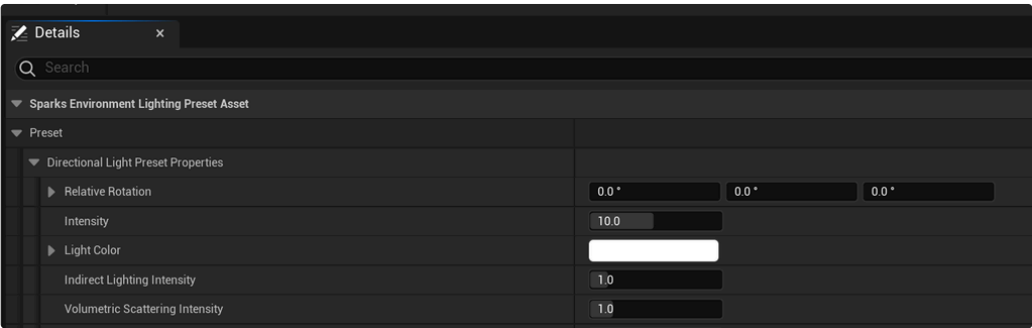 Details
Search
Sparks Environment Lighting Preset Asset
Preset
Directional Light Preset Properties
Relative Rotation 0.0 ° 0.0 ° 0.0 °
Intensity 10.0
Light Color
Indirect Lighting Intensity 1.0
Volumetric Scattering Intensity 1.0